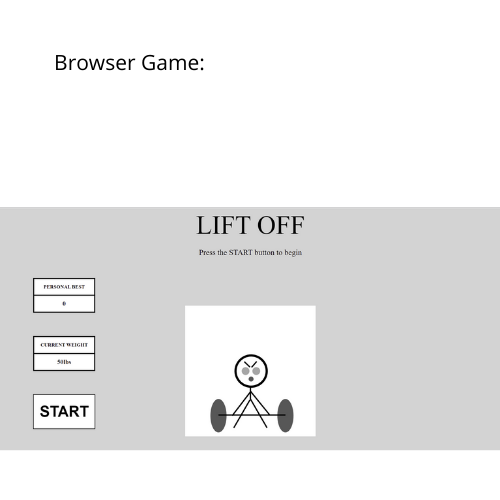 Browser Game:
LIFT OFF
Press the START button to begin
PERSONAL BEST
0
CURRENT WEIGHT
50lbs
START